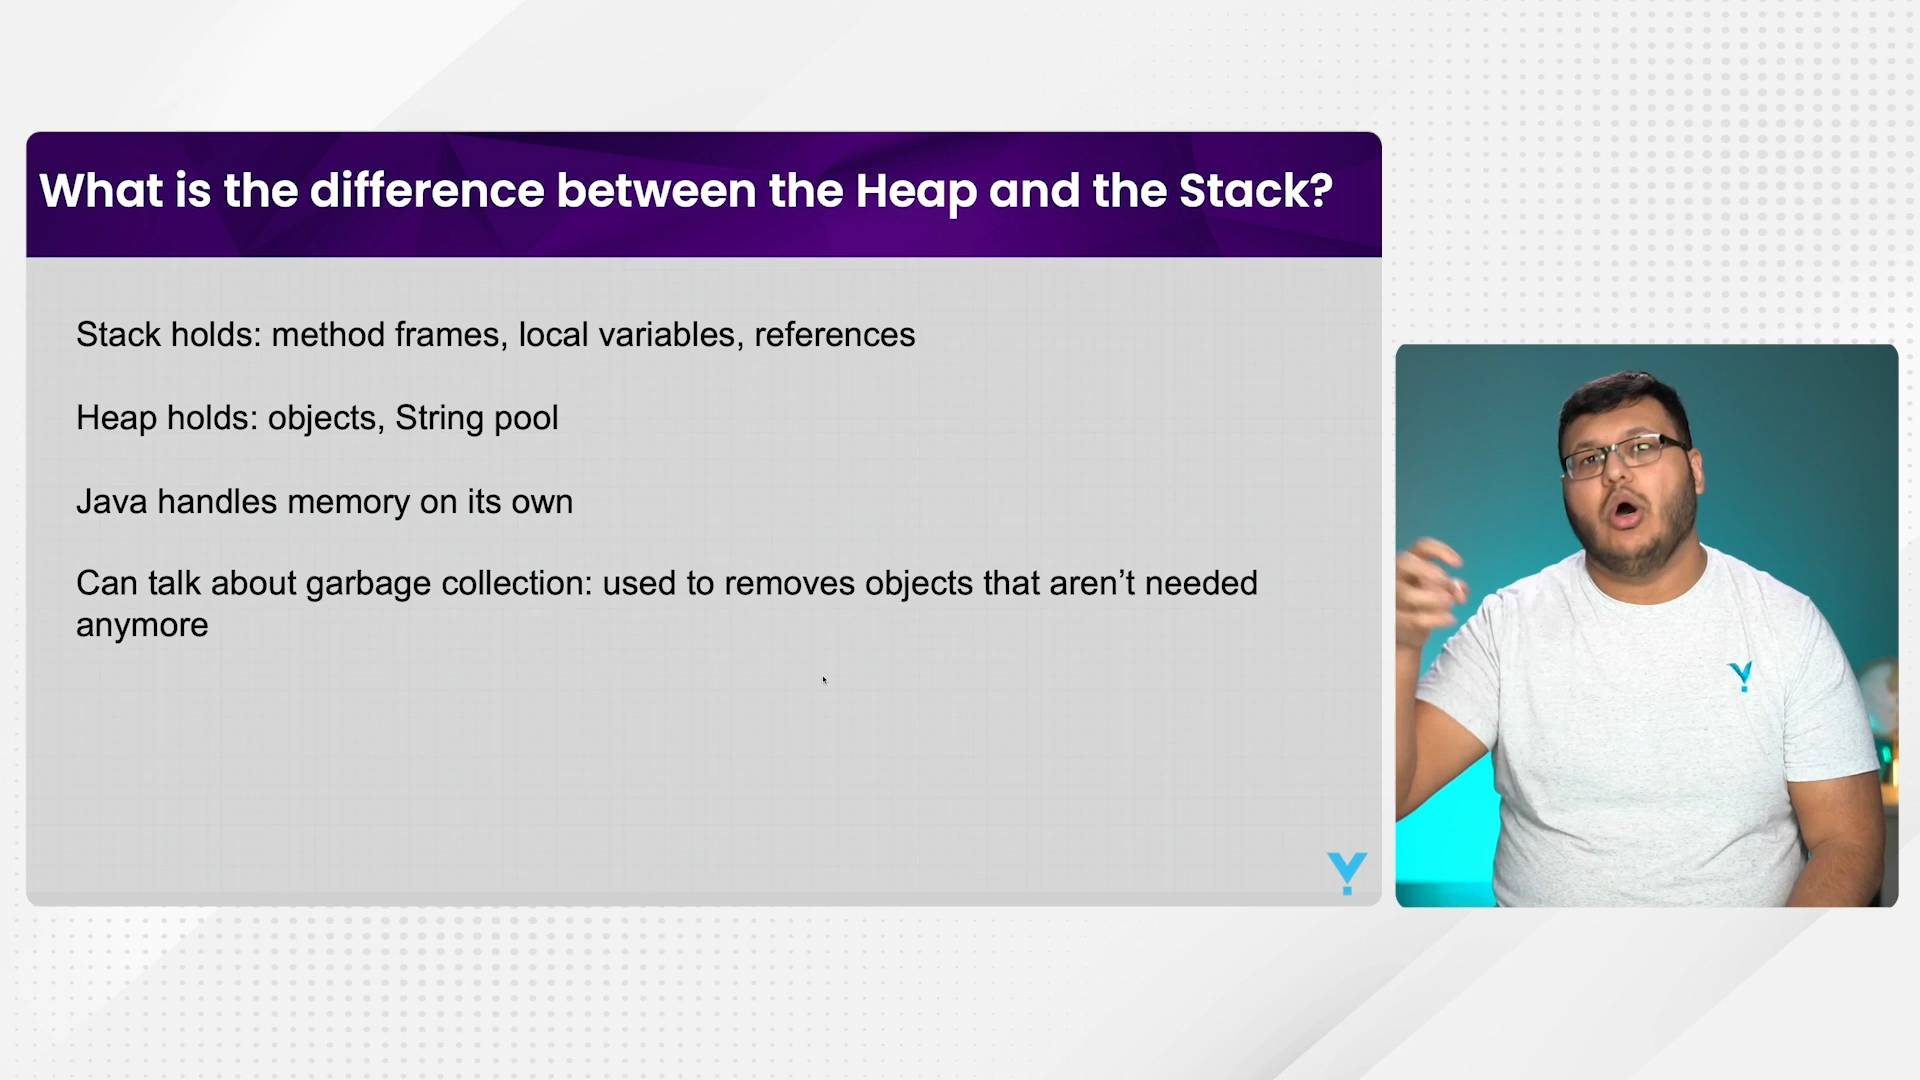 What is the difference between the Heap and the Stack?
Stack holds: method frames, local variables, references
Heap holds: objects, String pool
Java handles memory on its own
Can talk about garbage collection: used to removes objects that aren’t needed
anymore